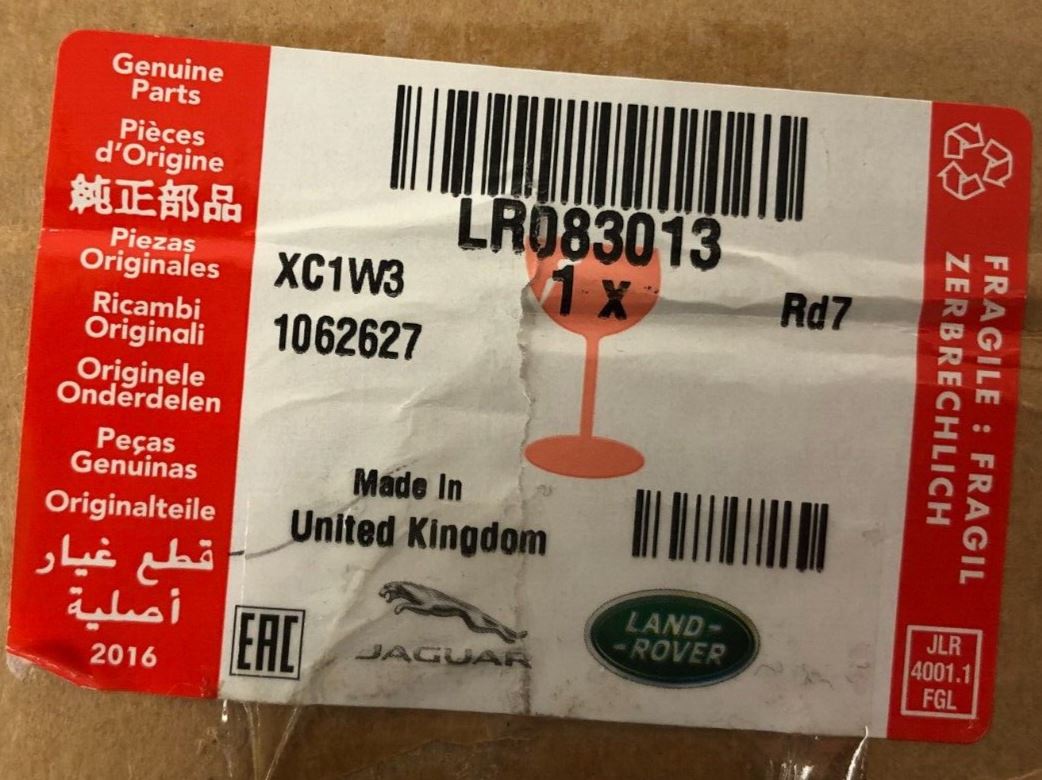 Genuine
Parts
Pièces
d'Origine
純正部品
Piezas
Originales
Ricambi
Originali
Originele
Onderdelen
Peças
Genuinas
Originalteile
قطع غيار
أصلية
2016
LR083013
XC1W3
1 x
Rd7
1062627
Made In
United Kingdom
EAC
JAGUAR
LAND-
-ROVER
FRAGILE : FRAGIL
ZERBRECHLICH
JLR
4001.1
FGL